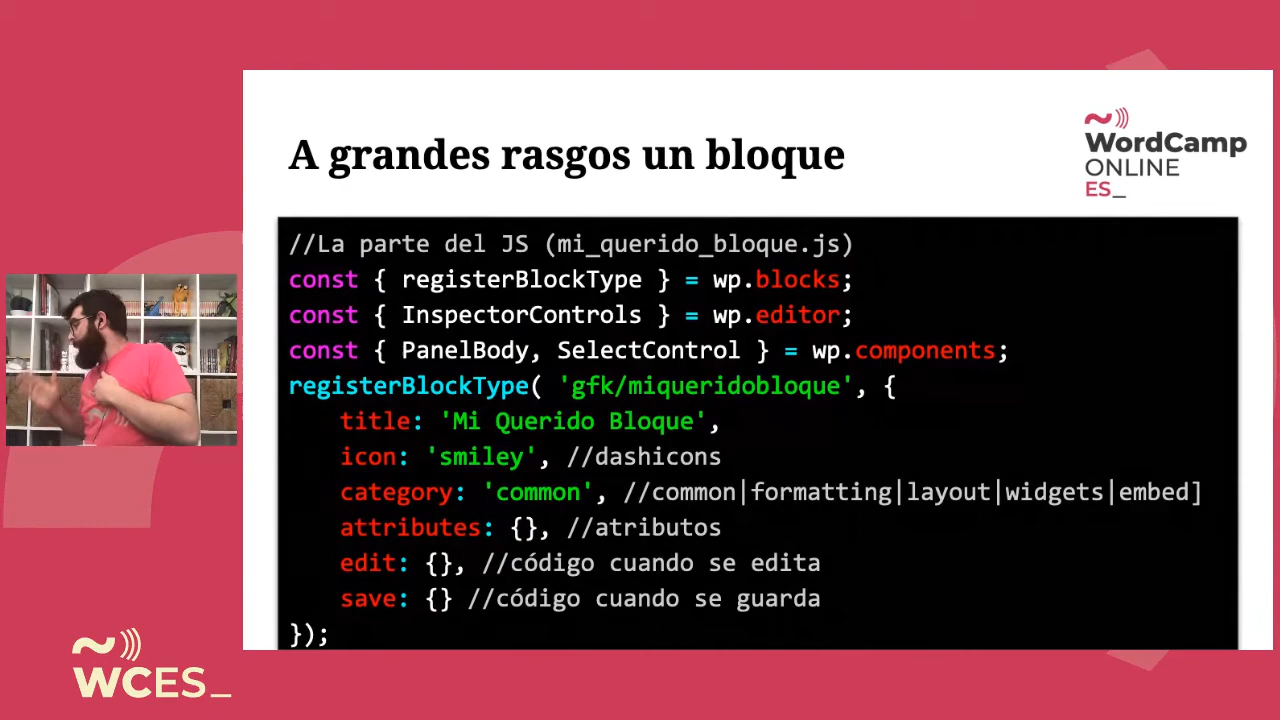 A grandes rasgos un bloque
WordCamp
ONLINE
ES_
//La parte del JS (mi_querido_bloque.js)
const { registerBlockType } = wp.blocks;
const { InspectorControls } = wp.editor;
const { PanelBody, SelectControl } = wp.components;
registerBlockType( 'gfk/miqueridobloque', {
title: 'Mi Querido Bloque',
icon: 'smiley', //dashicons
category: 'common', //common|formatting|layout|widgets|embed]
attributes: {}, //atributos
edit: {}, //código cuando se edita
save: {} //código cuando se guarda
});
WCES_